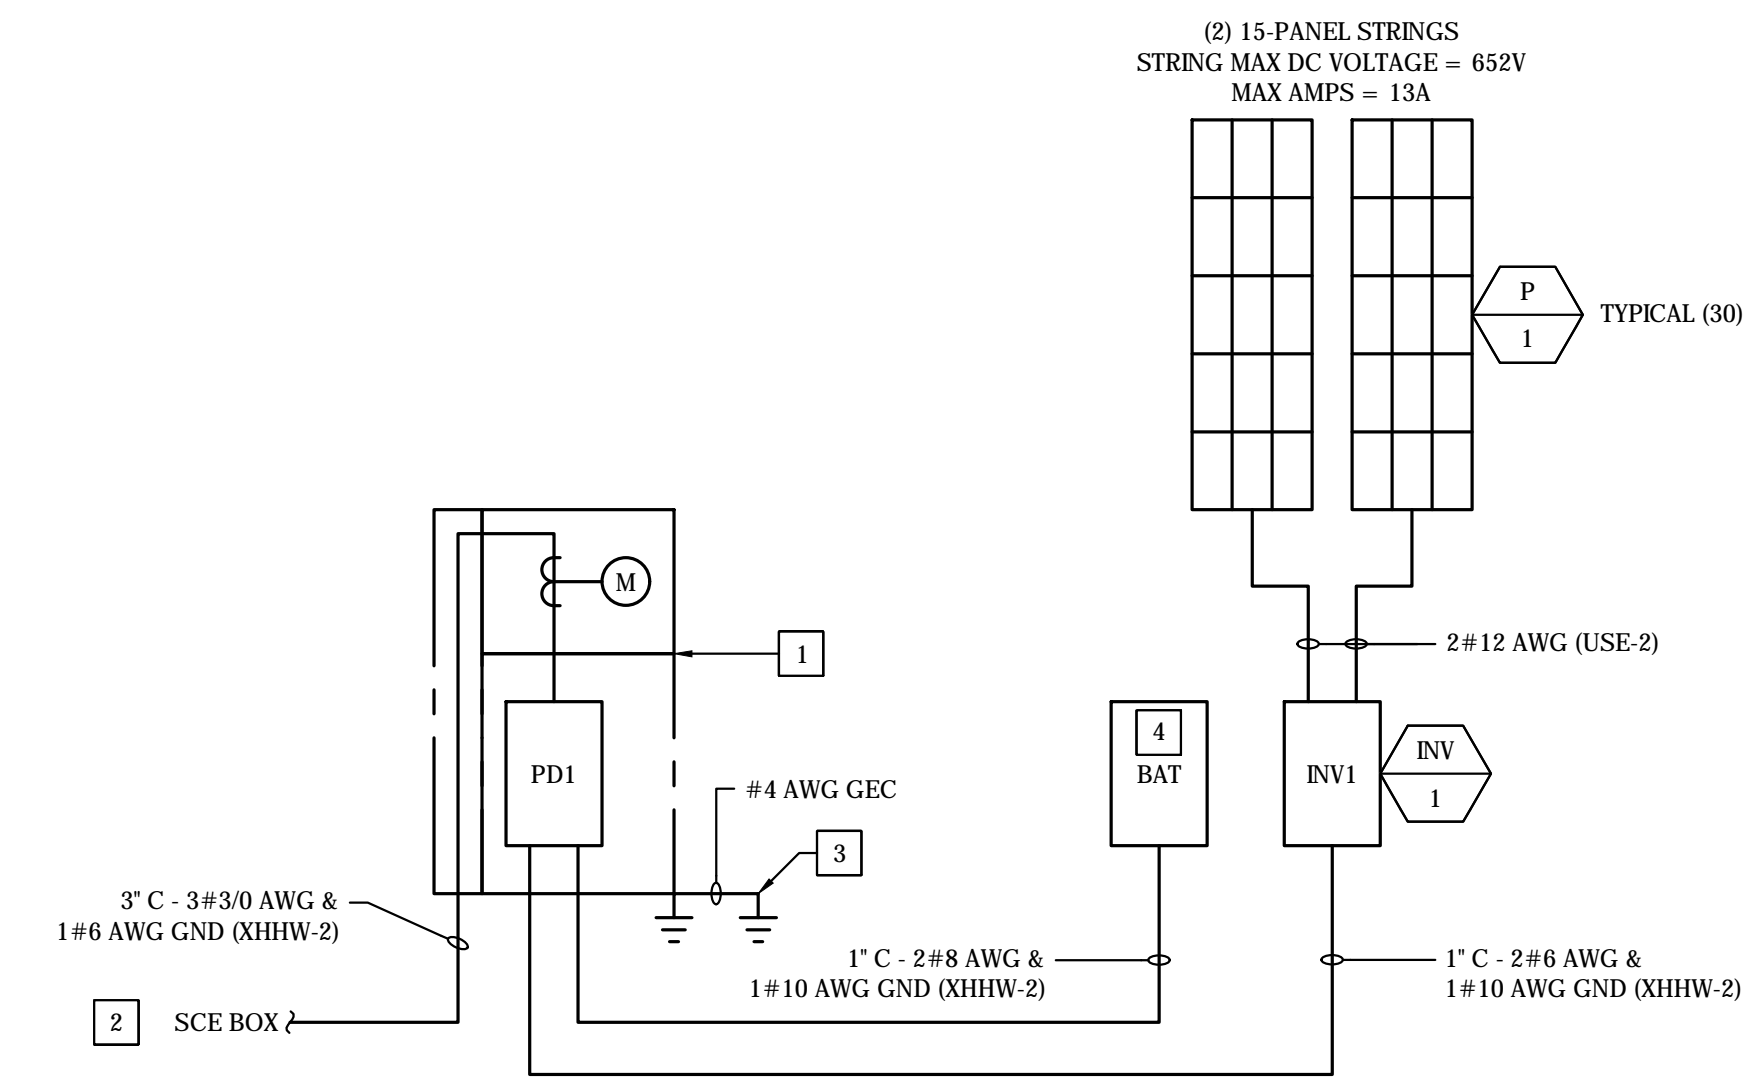 (2) 15-PANEL STRINGS
STRING MAX DC VOLTAGE = 652V
MAX AMPS = 13A
P
1
TYPICAL (30)
M
1
2#12 AWG (USE-2)
PD1
4
BAT
INV1
INV
1
#4 AWG GEC
3
3" C - 3#3/0 AWG &
1#6 AWG GND (XHHW-2)
1" C - 2#8 AWG &
1#10 AWG GND (XHHW-2)
1" C - 2#6 AWG &
1#10 AWG GND (XHHW-2)
2
SCE BOX